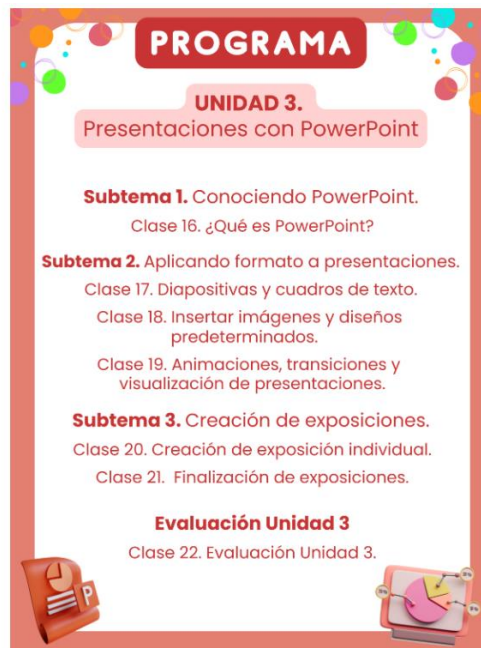 PROGRAMA
UNIDAD 3.
Presentaciones con PowerPoint
Subtema 1. Conociendo PowerPoint.
Clase 16. ¿Qué es PowerPoint?
Subtema 2. Aplicando formato a presentaciones.
Clase 17. Diapositivas y cuadros de texto.
Clase 18. Insertar imágenes y diseños
predeterminados.
Clase 19. Animaciones, transiciones y
visualización de presentaciones.
Subtema 3. Creación de exposiciones.
Clase 20. Creación de exposición individual.
Clase 21. Finalización de exposiciones.
Evaluación Unidad 3
Clase 22. Evaluación Unidad 3.
P